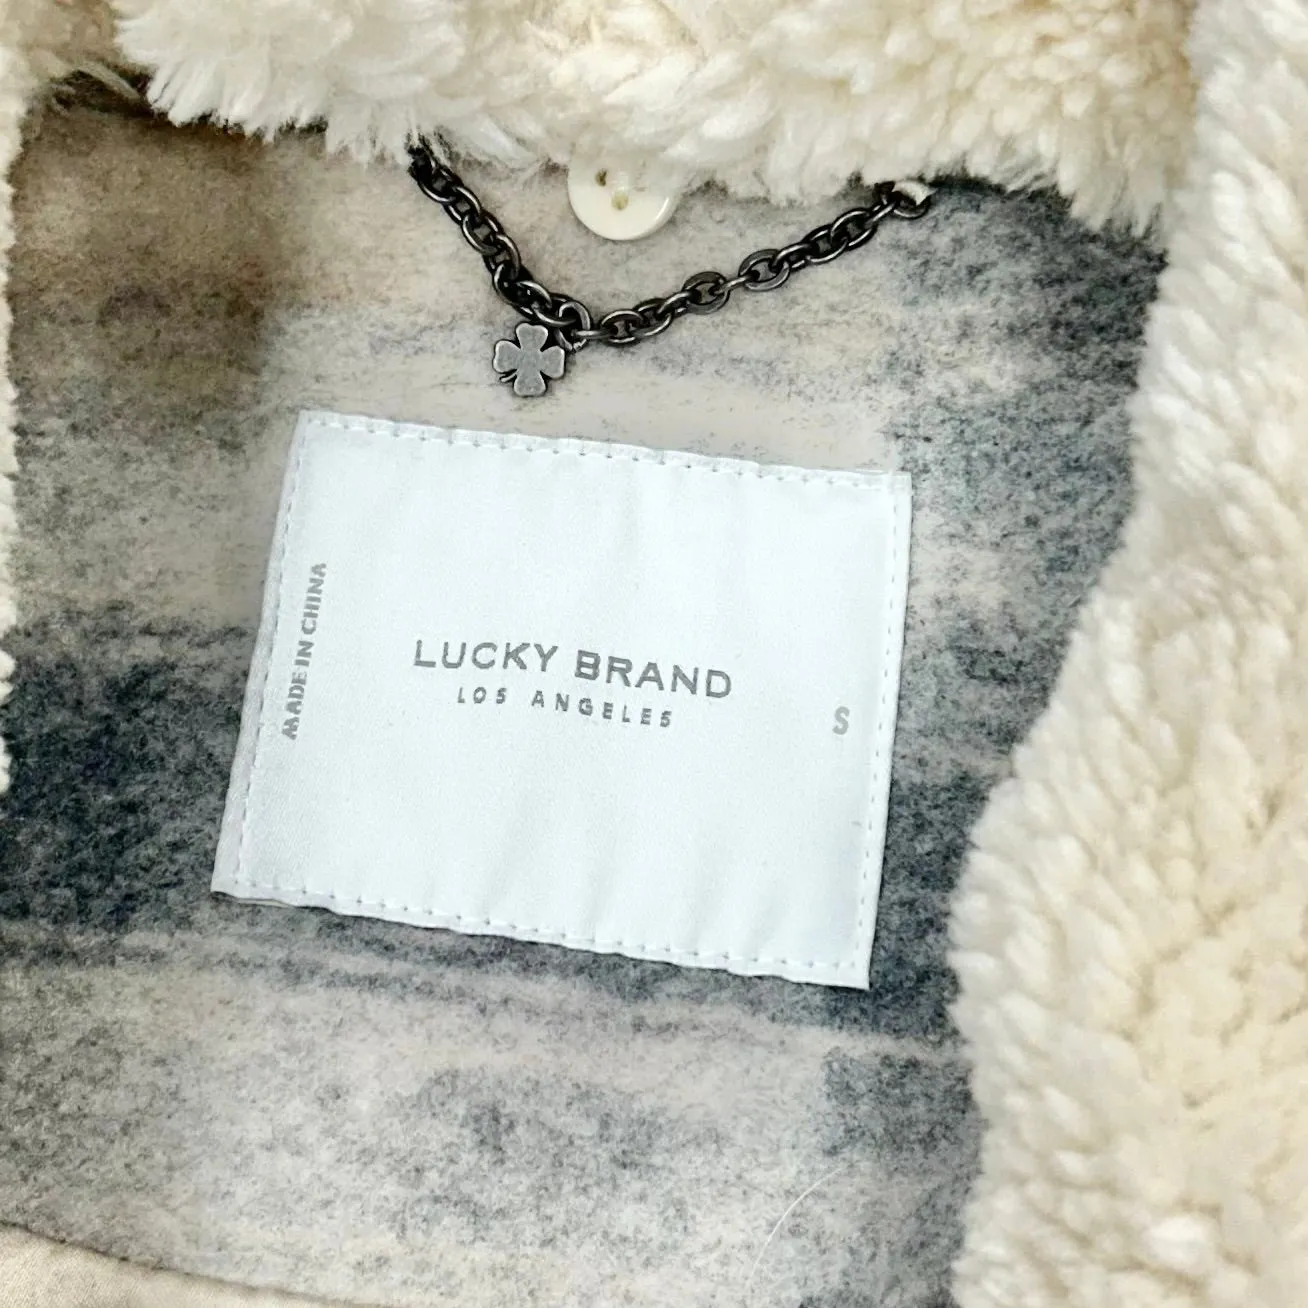 MADE IN CHINA
LUCKY BRAND
LOS ANGELES
S